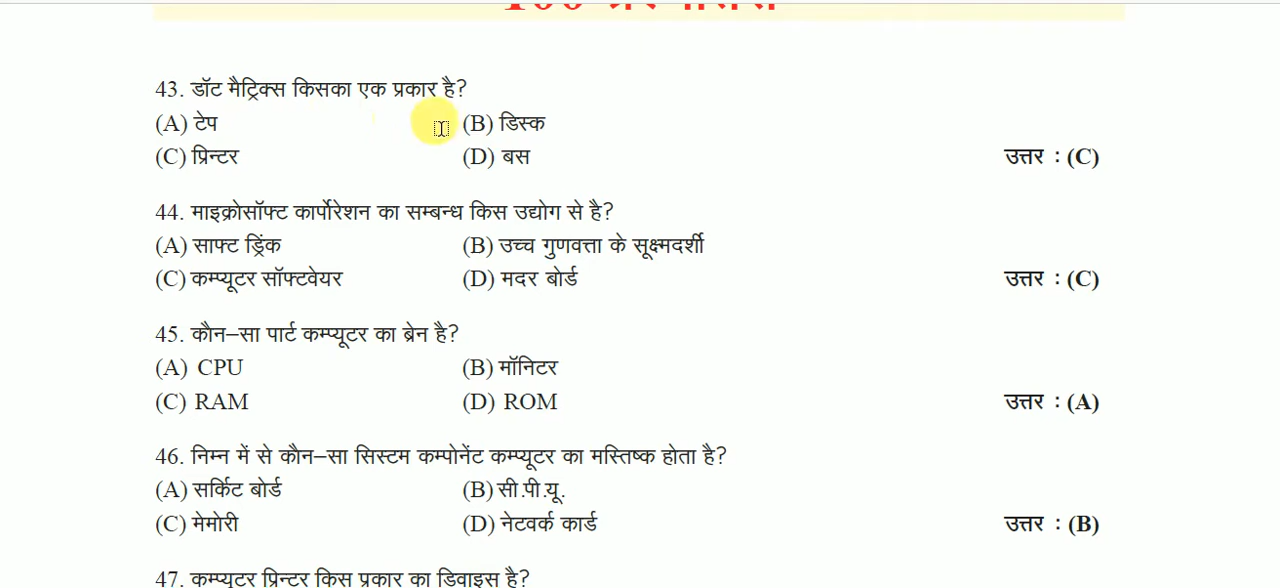 43. डॉट मैट्रिक्स किसका एक प्रकार है?
(A) टेप (B) डिस्क
(C) प्रिन्टर (D) बस उत्तर : (C)
44. माइक्रोसॉफ्ट कार्पोरेशन का सम्बन्ध किस उद्योग से है?
(A) साफ्ट ड्रिंक (B) उच्च गुणवत्ता के सूक्ष्मदर्शी
(C) कम्प्यूटर सॉफ्टवेयर (D) मदर बोर्ड उत्तर : (C)
45. कौन–सा पार्ट कम्प्यूटर का ब्रेन है?
(A) CPU (B) मॉनिटर
(C) RAM (D) ROM उत्तर : (A)
46. निम्न में से कौन–सा सिस्टम कम्पोनेंट कम्प्यूटर का मस्तिष्क होता है?
(A) सर्किट बोर्ड (B) सी.पी.यू.
(C) मेमोरी (D) नेटवर्क कार्ड उत्तर : (B)
47. कम्प्यूटर प्रिन्टर किस प्रकार का डिवाइस है?